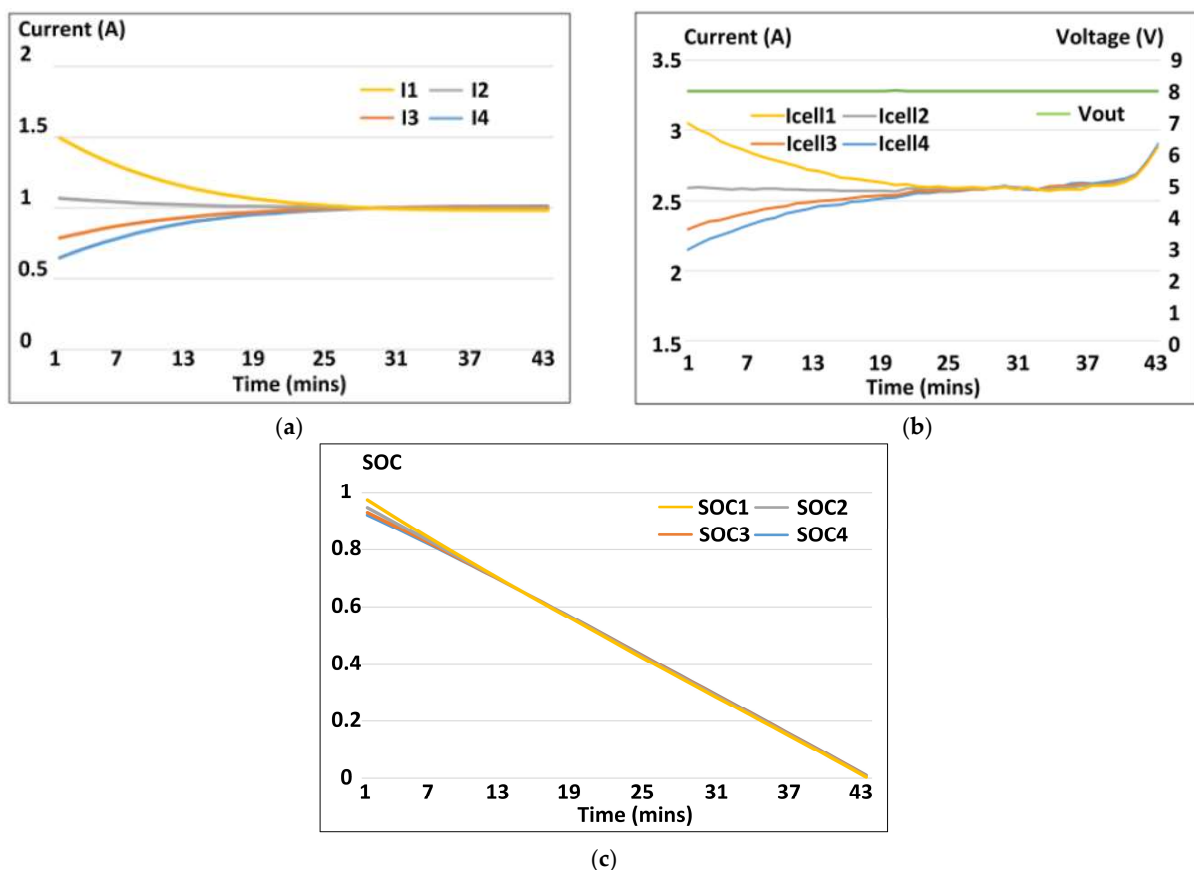 Current (A)
2
1.5
1
0.5
0
I1 I2
I3 I4
1 7 13 19 25 31 37 43
Time (mins)
(a)
Current (A) Voltage (V)
3.5
3
2.5
2
1.5
9
8
7
6
5
4
3
2
1
0
Icell1 Icell2 Vout
Icell3 Icell4
1 7 13 19 25 31 37 43
Time (mins)
(b)
SOC
1
0.8
0.6
0.4
0.2
0
SOC1 SOC2
SOC3 SOC4
1 7 13 19 25 31 37 43
Time (mins)
(c)